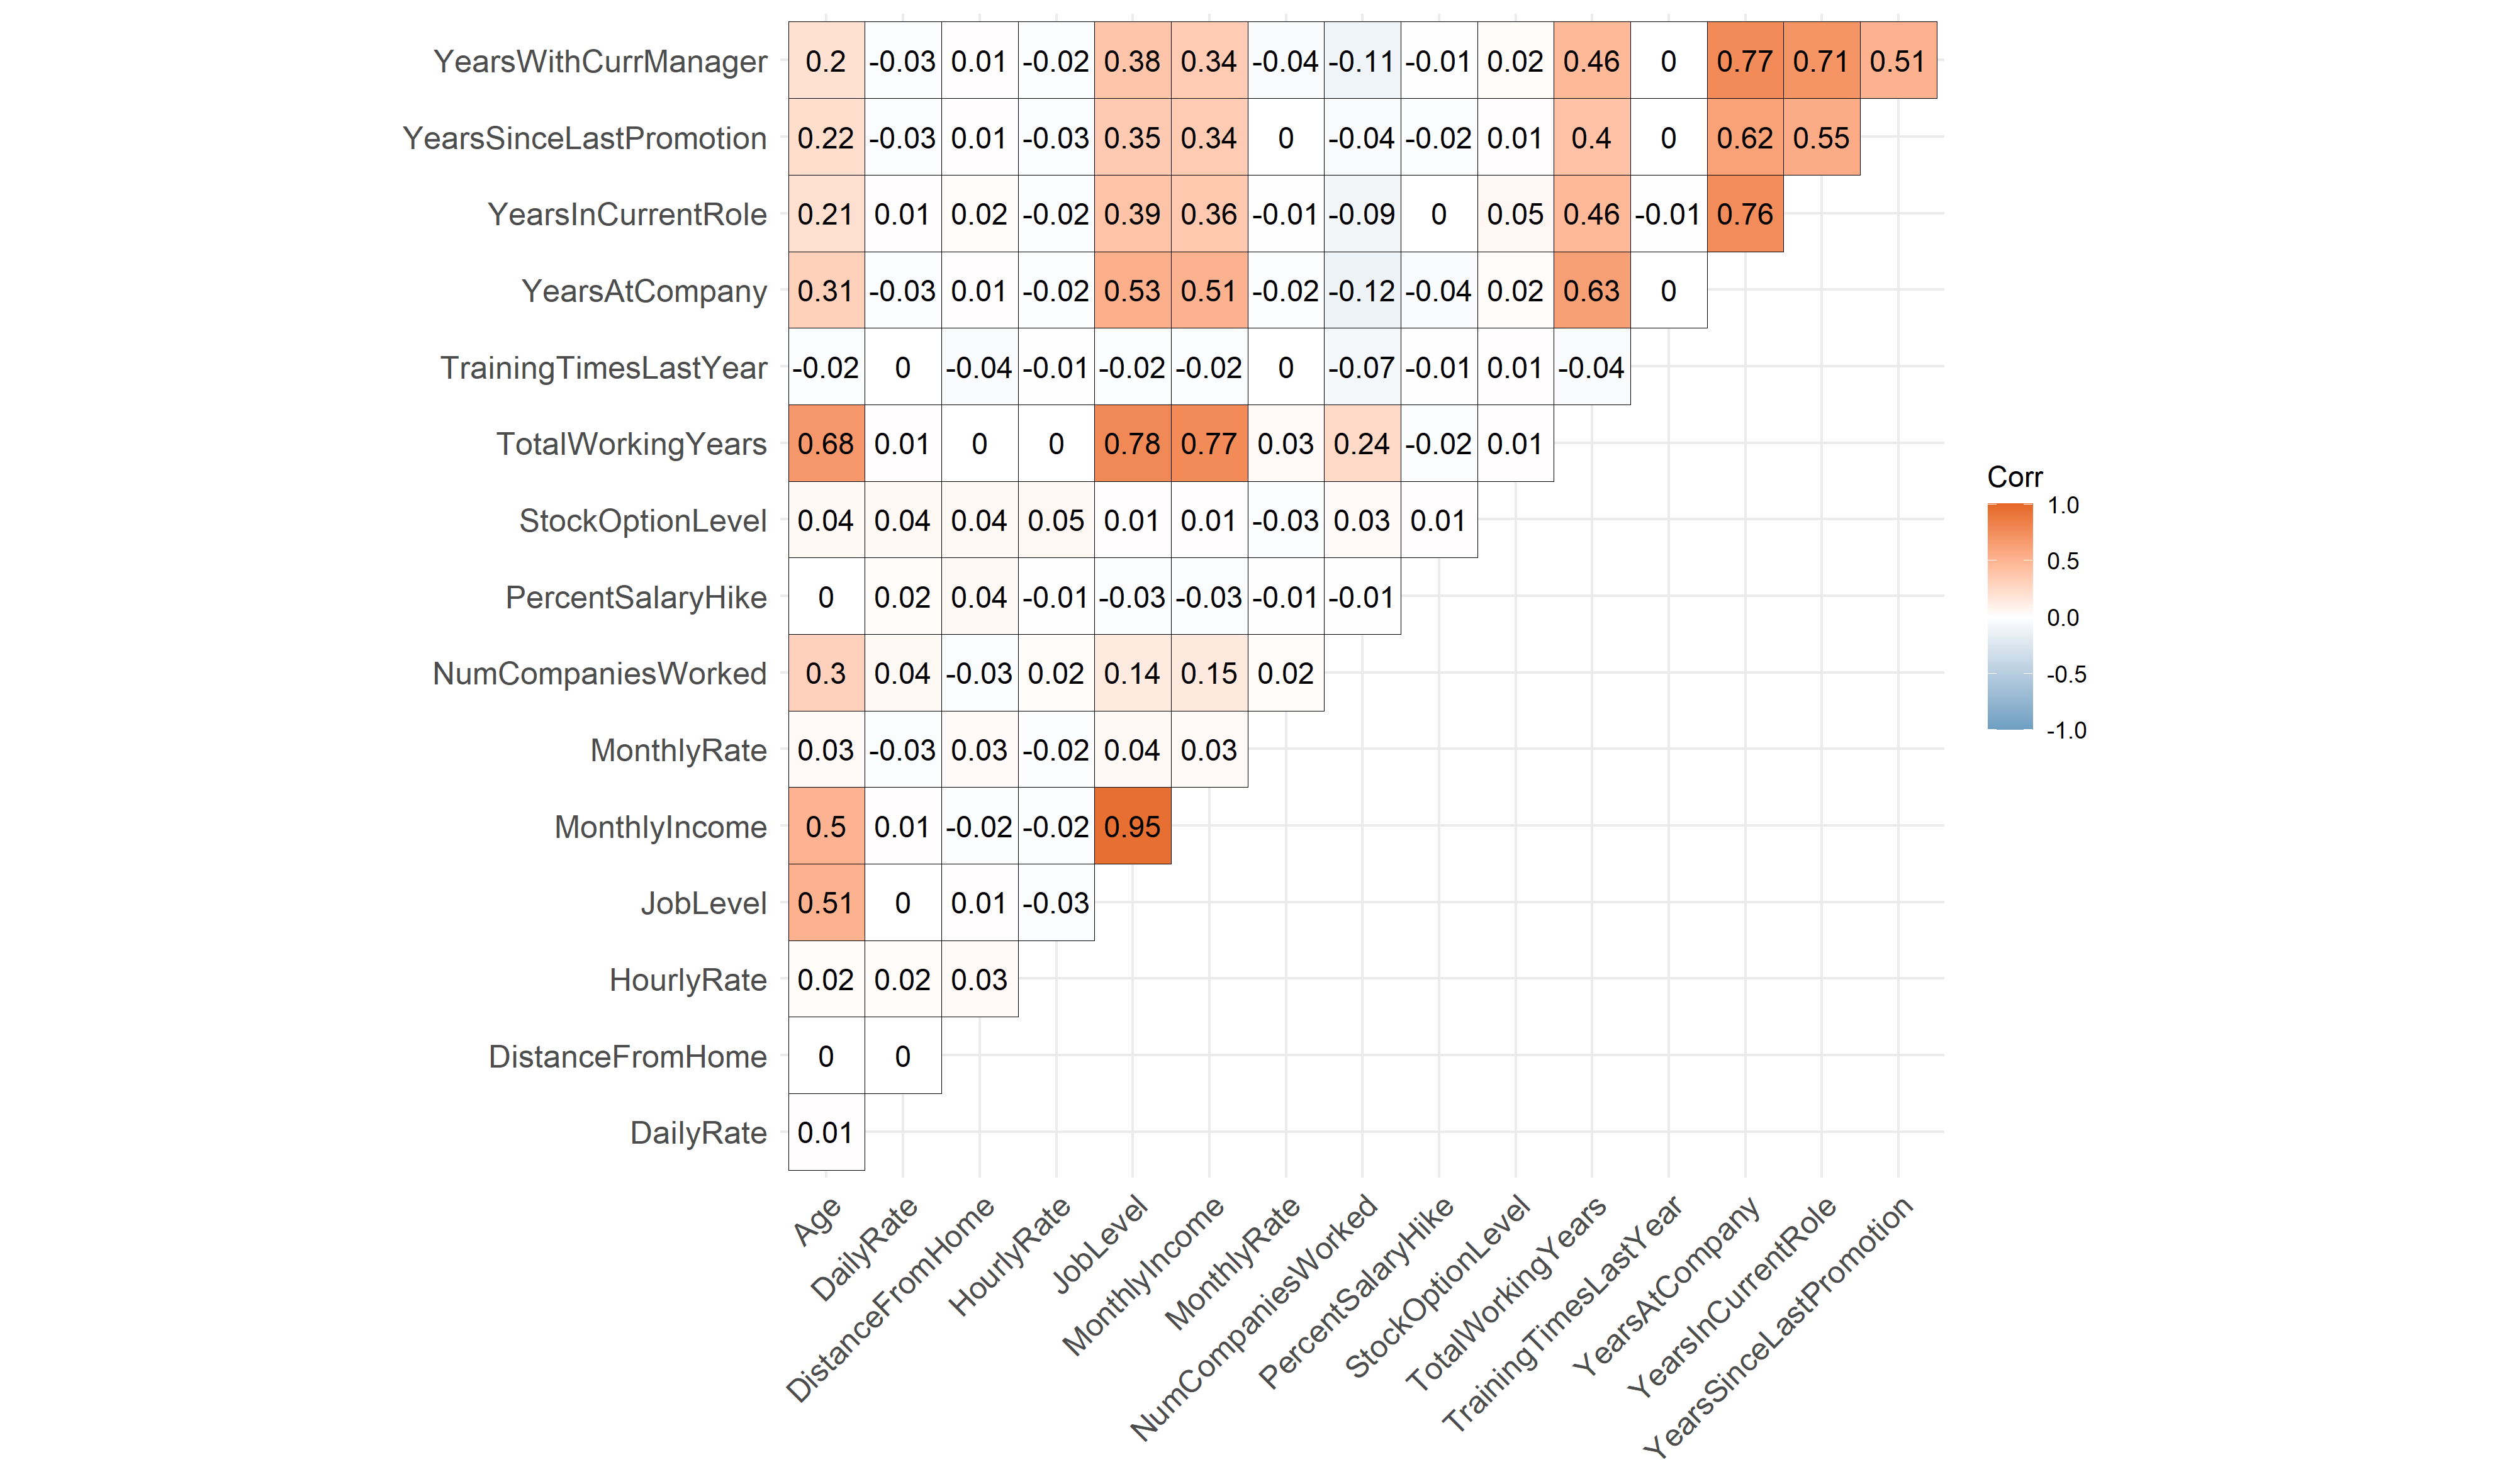 YearsWithCurrManager 0.2 -0.03 0.01 -0.02 0.38 0.34 -0.04 -0.11 -0.01 0.02 0.46 0 0.77 0.71 0.51
YearsSinceLastPromotion 0.22 -0.03 0.01 -0.03 0.35 0.34 0 -0.04 -0.02 0.01 0.4 0 0.62 0.55
YearsInCurrentRole 0.21 0.01 0.02 -0.02 0.39 0.36 -0.01 -0.09 0 0.05 0.46 -0.01 0.76
YearsAtCompany 0.31 -0.03 0.01 -0.02 0.53 0.51 -0.02 -0.12 -0.04 0.02 0.63 0
TrainingTimesLastYear -0.02 0 -0.04 -0.01 -0.02 -0.02 0 -0.07 -0.01 0.01 -0.04
TotalWorkingYears 0.68 0.01 0 0 0.78 0.77 0.03 0.24 -0.02 0.01
StockOptionLevel 0.04 0.04 0.04 0.05 0.01 0.01 -0.03 0.03 0.01
PercentSalaryHike 0 0.02 0.04 -0.01 -0.03 -0.03 -0.01 -0.01
NumCompaniesWorked 0.3 0.04 -0.03 0.02 0.14 0.15 0.02
MonthlyRate 0.03 -0.03 0.03 -0.02 0.04 0.03
MonthlyIncome 0.5 0.01 -0.02 -0.02 0.95
JobLevel 0.51 0 0.01 -0.03
HourlyRate 0.02 0.02 0.03
DistanceFromHome 0 0
DailyRate 0.01
Age
DailyRate
DistanceFromHome
HourlyRate
JobLevel
MonthlyIncome
MonthlyRate
NumCompaniesWorked
PercentSalaryHike
StockOptionLevel
TotalWorkingYears
TrainingTimesLastYear
YearsAtCompany
YearsInCurrentRole
YearsSinceLastPromotion
Corr
1.0
0.5
0.0
-0.5
-1.0